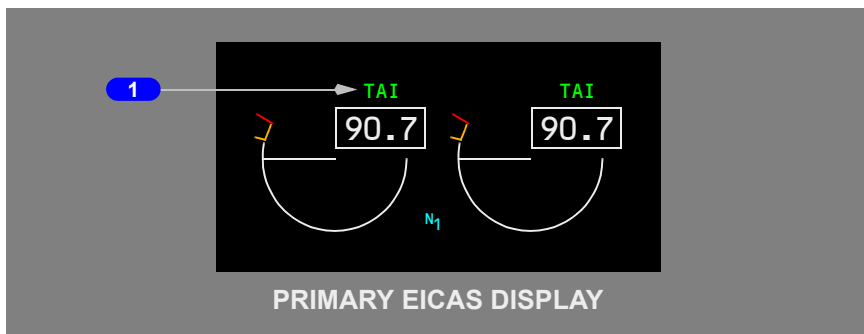 1
TAI TAI
90.7 90.7
N1
PRIMARY EICAS DISPLAY